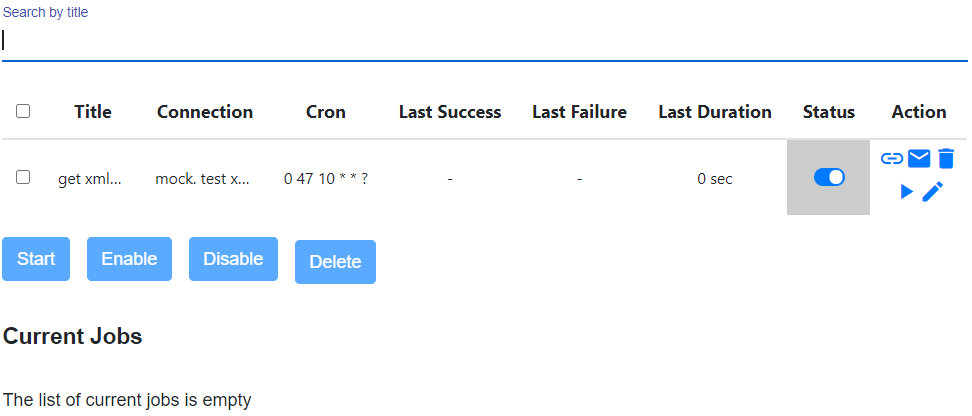 Search by title
Title Connection Cron Last Success Last Failure Last Duration Status Action
get xml... mock. test x... 0 47 10 * * ? - - 0 sec
Start Enable Disable Delete
Current Jobs
The list of current jobs is empty